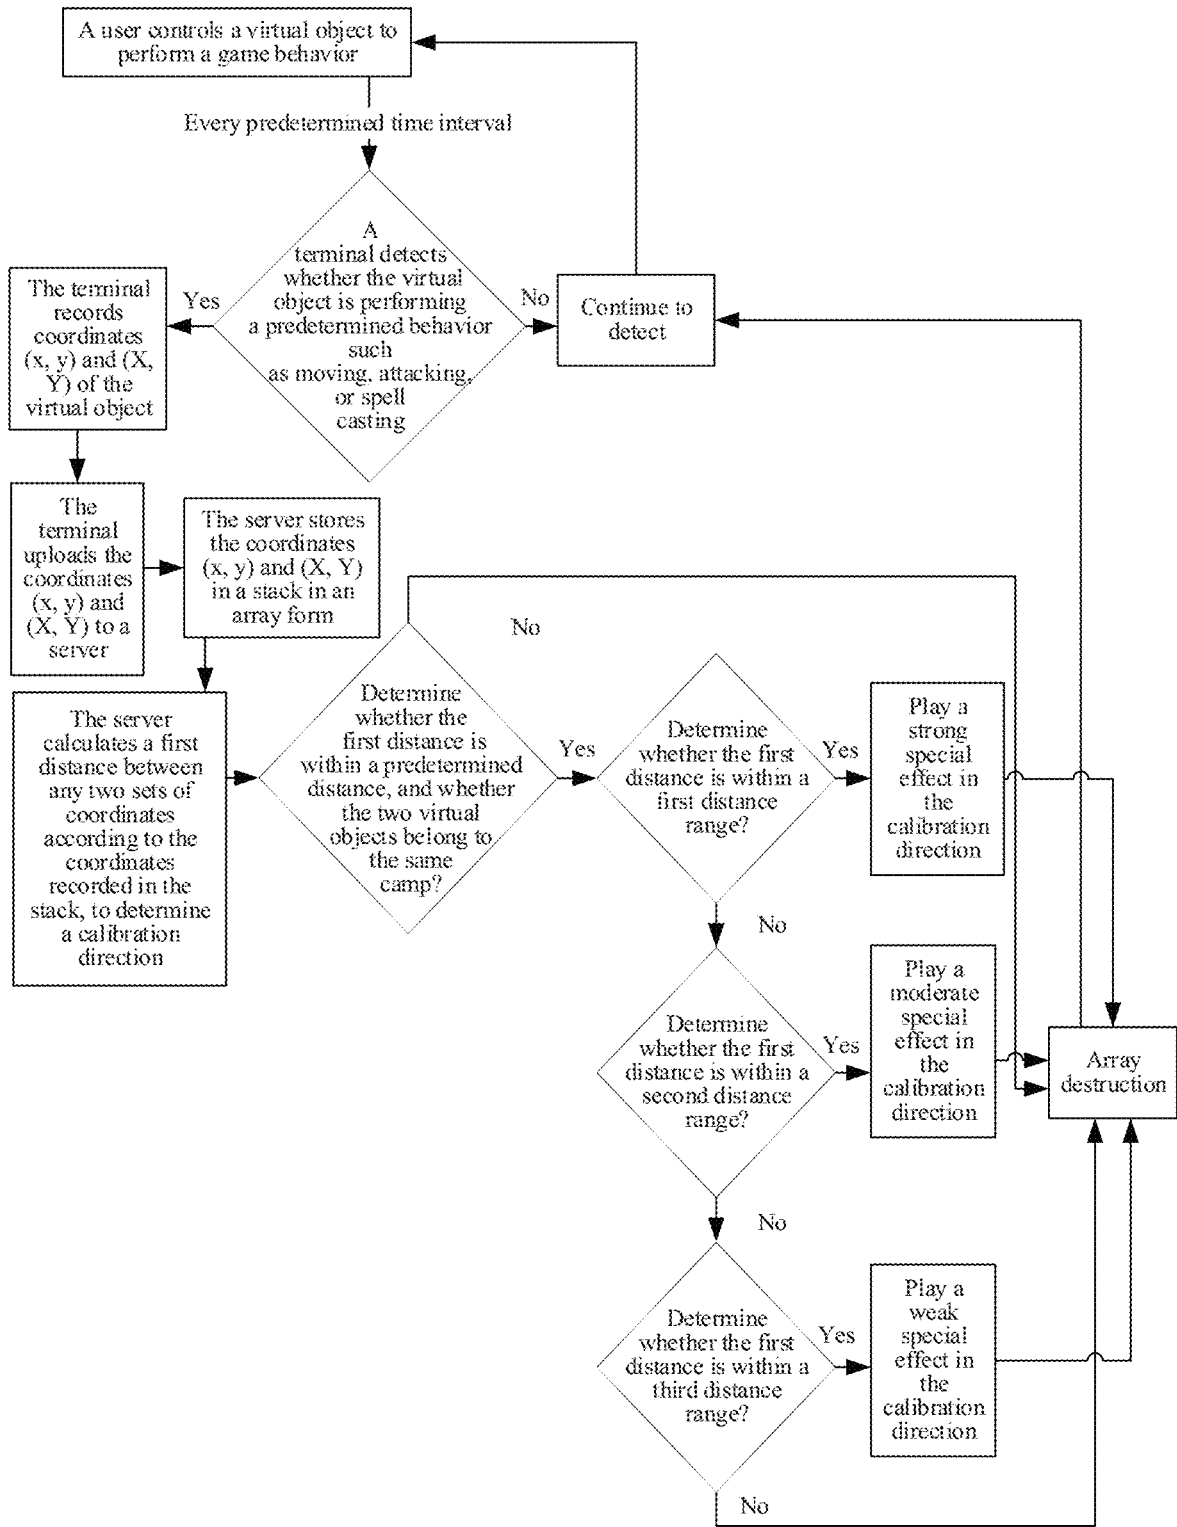 A user controls a virtual object to
perform a game behavior
Every predetermined time interval
A
terminal detects
whether the virtual
object is performing
a predetermined behavior
such
as moving, attacking,
or spell
casting
Yes
No
The terminal
records
coordinates
(x, y) and (X,
Y) of the
virtual object
Continue to
detect
The
terminal
uploads the
coordinates
(x, y) and
(X, Y) to a
server
The server stores
the coordinates
(x, y) and (X, Y)
in a stack in an
array form
The server
calculates a first
distance between
any two sets of
coordinates
according to the
coordinates
recorded in the
stack, to determine
a calibration
direction
Determine
whether the
first distance is
within a predetermined
distance, and whether
the two virtual
objects belong to
the same
camp?
No
Yes
Determine
whether the first
distance is within a
first distance
range?
Yes
Play a
strong
special
effect in
the
calibration
direction
No
Determine
whether the first
distance is within a
second distance
range?
Yes
Play a
moderate
special
effect in
the
calibration
direction
Array
destruction
No
Determine
whether the first
distance is within a
third distance
range?
Yes
Play a
weak
special
effect in
the
calibration
direction
No